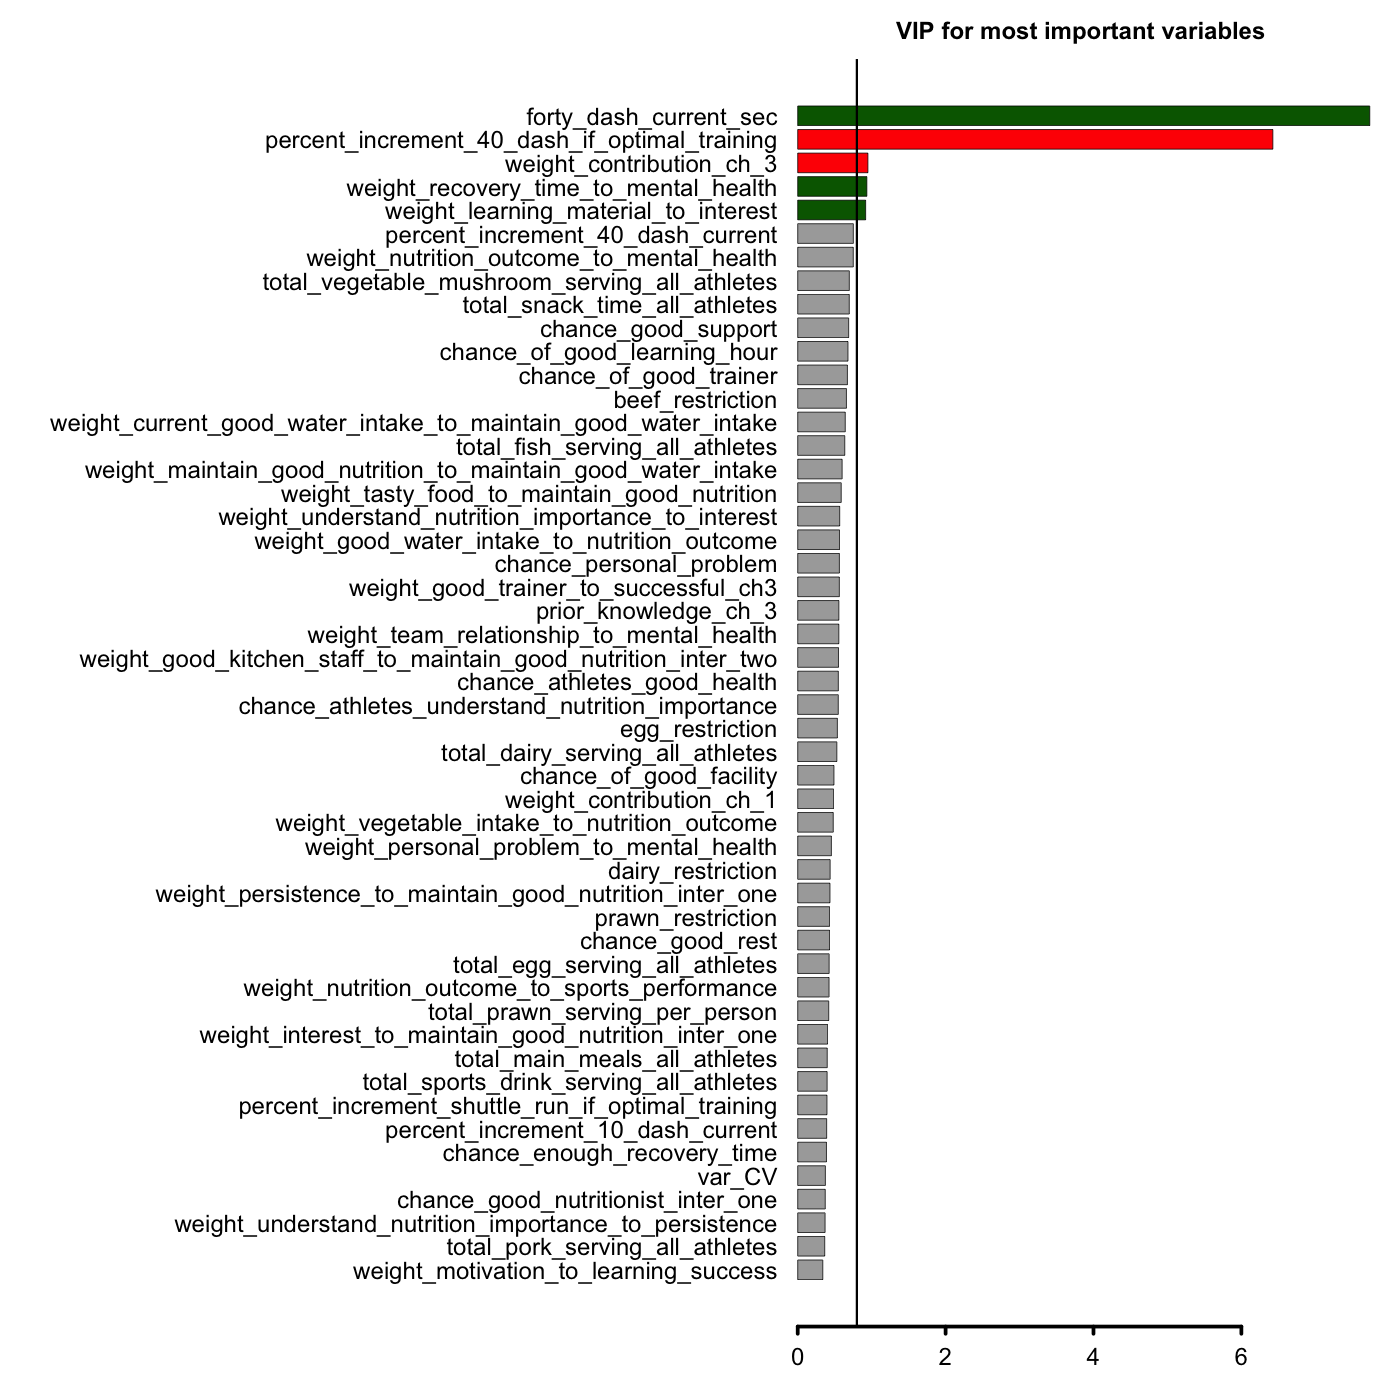 VIP for most important variables
forty_dash_current_sec
percent_increment_40_dash_if_optimal_training
weight_contribution_ch_3
weight_recovery_time_to_mental_health
weight_learning_material_to_interest
percent_increment_40_dash_current
weight_nutrition_outcome_to_mental_health
total_vegetable_mushroom_serving_all_athletes
total_snack_time_all_athletes
chance_good_support
chance_of_good_learning_hour
chance_of_good_trainer
beef_restriction
weight_current_good_water_intake_to_maintain_good_water_intake
total_fish_serving_all_athletes
weight_maintain_good_nutrition_to_maintain_good_water_intake
weight_tasty_food_to_maintain_good_nutrition
weight_understand_nutrition_importance_to_interest
weight_good_water_intake_to_nutrition_outcome
chance_personal_problem
weight_good_trainer_to_successful_ch3
prior_knowledge_ch_3
weight_team_relationship_to_mental_health
weight_good_kitchen_staff_to_maintain_good_nutrition_inter_two
chance_athletes_good_health
chance_athletes_understand_nutrition_importance
egg_restriction
total_dairy_serving_all_athletes
chance_of_good_facility
weight_contribution_ch_1
weight_vegetable_intake_to_nutrition_outcome
weight_personal_problem_to_mental_health
dairy_restriction
weight_persistence_to_maintain_good_nutrition_inter_one
prawn_restriction
chance_good_rest
total_egg_serving_all_athletes
weight_nutrition_outcome_to_sports_performance
total_prawn_serving_per_person
weight_interest_to_maintain_good_nutrition_inter_one
total_main_meals_all_athletes
total_sports_drink_serving_all_athletes
percent_increment_shuttle_run_if_optimal_training
percent_increment_10_dash_current
chance_enough_recovery_time
var_CV
chance_good_nutritionist_inter_one
weight_understand_nutrition_importance_to_persistence
total_pork_serving_all_athletes
weight_motivation_to_learning_success
0 2 4 6